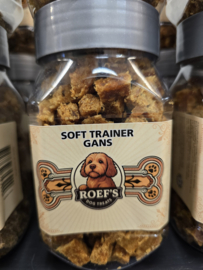 SOFT TRAINER
GANS
ROEF'S
DOG TREATS